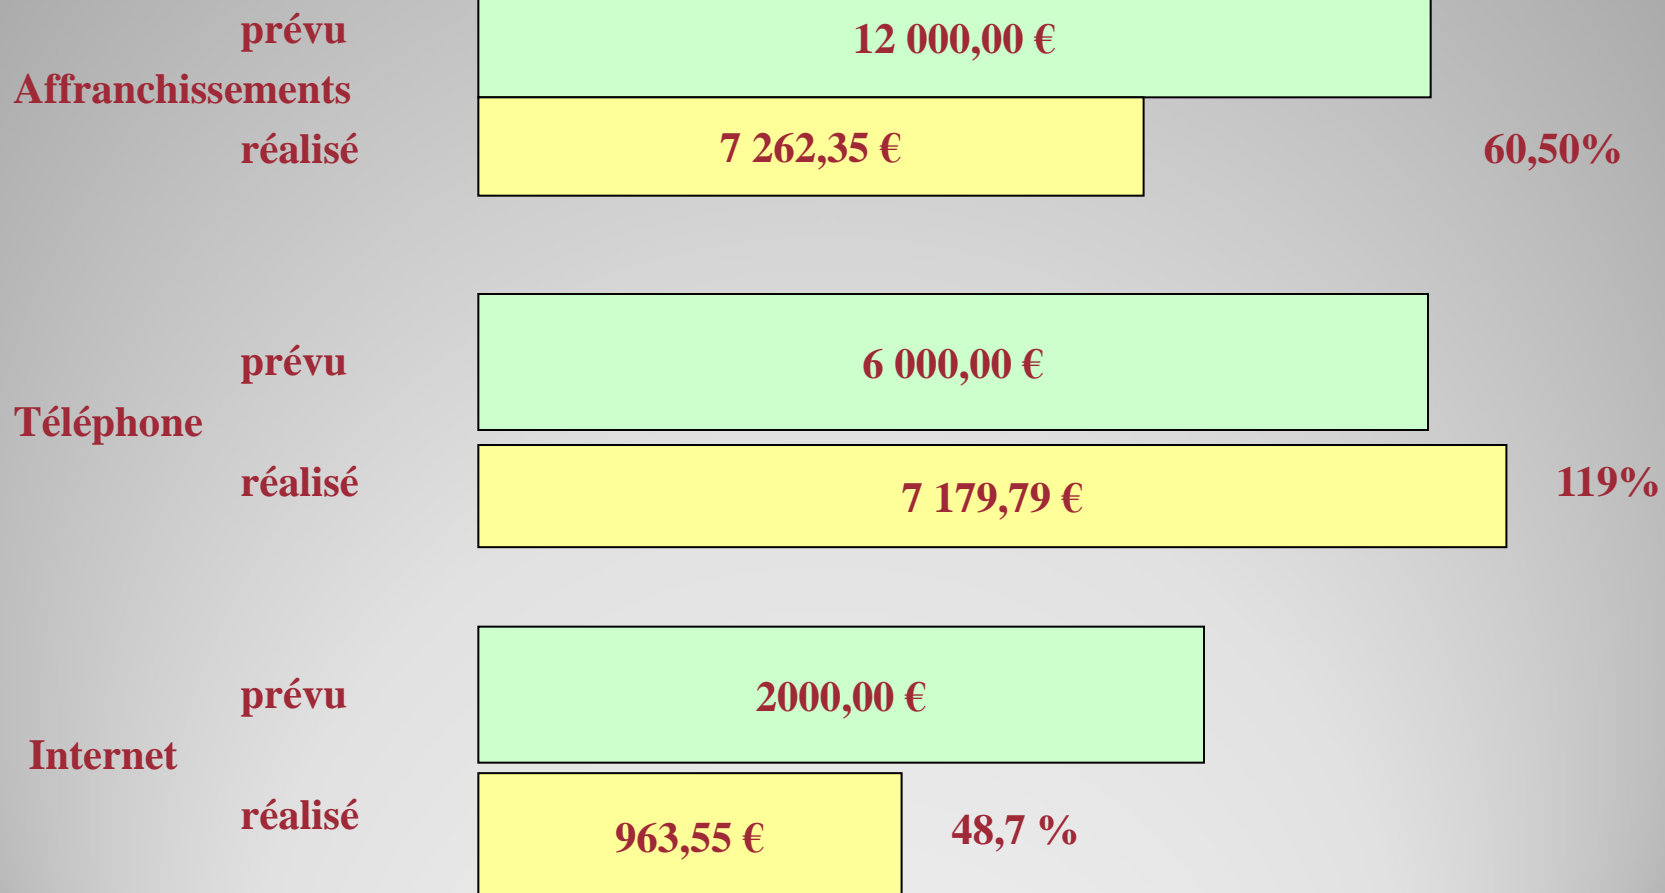 prévu 12 000,00 €
Affranchissements
réalisé 7 262,35 € 60,50%
prévu 6 000,00 €
Téléphone
réalisé 7 179,79 € 119%
prévu 2000,00 €
Internet
réalisé 963,55 € 48,7 %